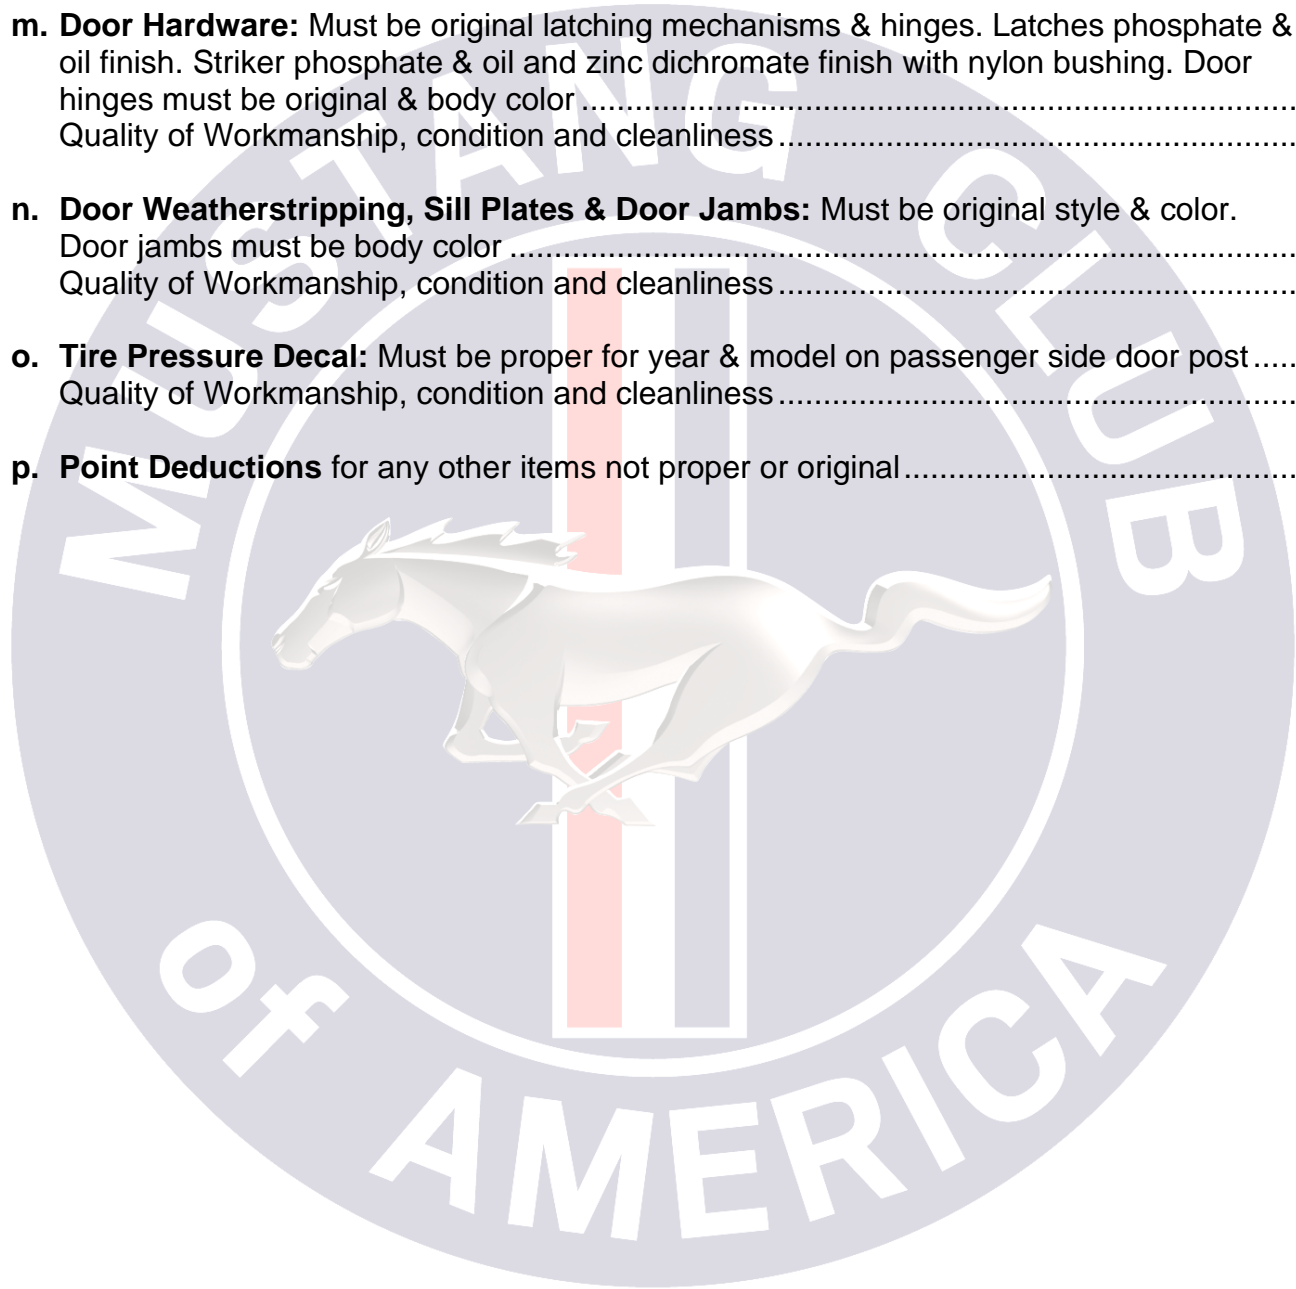 m. Door Hardware: Must be original latching mechanisms & hinges. Latches phosphate &
oil finish. Striker phosphate & oil and zinc dichromate finish with nylon bushing. Door
hinges must be original & body color ................................................................................
Quality of Workmanship, condition and cleanliness..........................................................
n. Door Weatherstripping, Sill Plates & Door Jambs: Must be original style & color.
Door jambs must be body color ........................................................................................
Quality of Workmanship, condition and cleanliness..........................................................
o. Tire Pressure Decal: Must be proper for year & model on passenger side door post .....
Quality of Workmanship, condition and cleanliness..........................................................
p. Point Deductions for any other items not proper or original ............................................
MUSTANG CLUB
of AMERICA